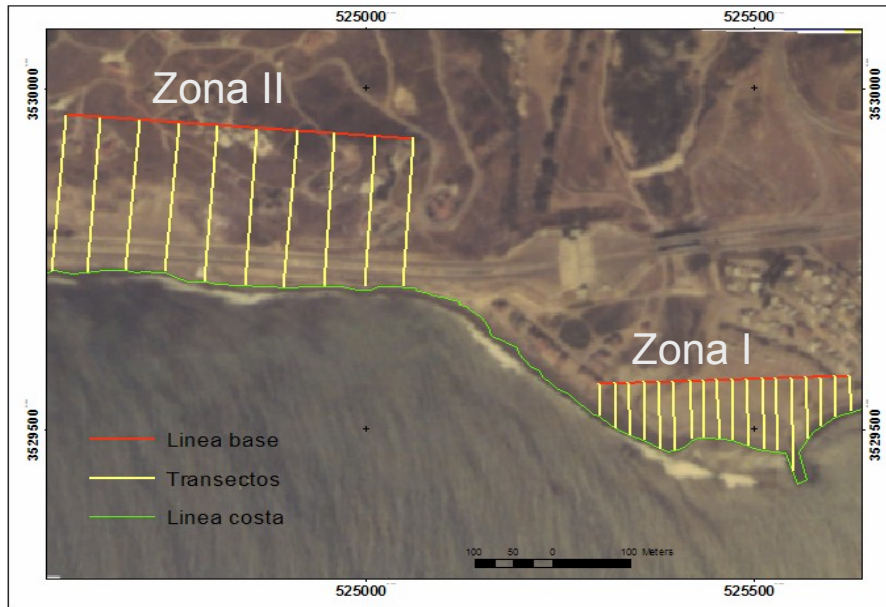 525000
525500
3530000
3530000
Zona II
Zona I
3529500
3529500
Linea base
Transectos
Linea costa
100 50 0 100 Meters
525000
525500